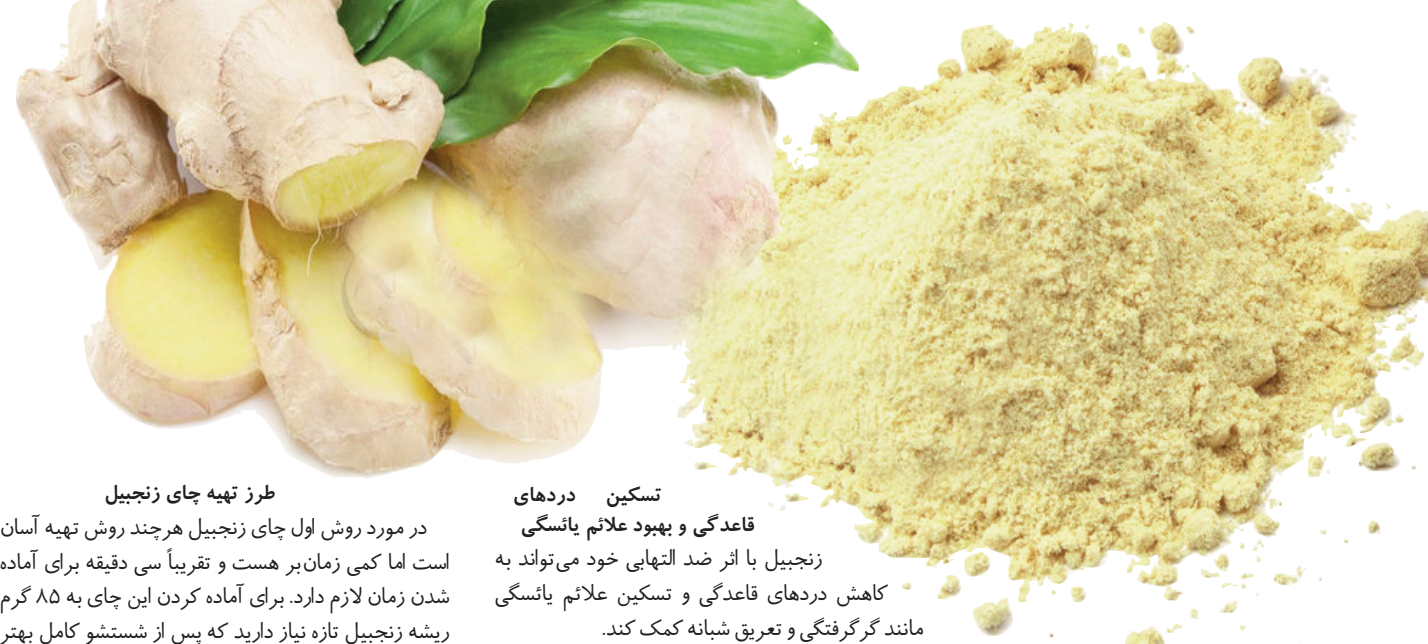 تسکین دردهای
قاعدگی و بهبود علائم یائسگی
زنجبیل با اثر ضد التهابی خود می‌تواند به
کاهش دردهای قاعدگی و تسکین علائم یائسگی
مانند گرگرفتگی و تعریق شبانه کمک کند.
طرز تهیه چای زنجبیل
در مورد روش اول چای زنجبیل هرچند روش تهیه آسان
است اما کمی زمان‌بر هست و تقریباً سی دقیقه برای آماده
شدن زمان لازم دارد. برای آماده کردن این چای به ۸۵ گرم
ریشه زنجبیل تازه نیاز دارید که پس از شستشو کامل بهتر